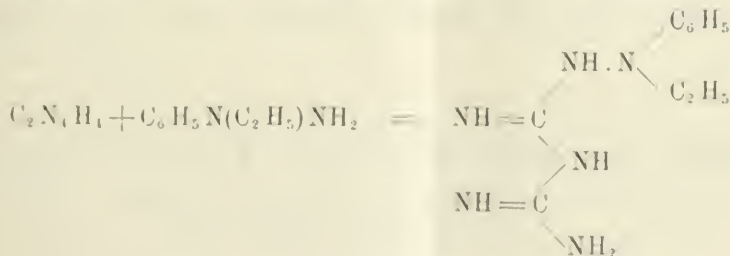 C₆H₅
NH.N
C₂N₄H₄+C₆H₅N(C₂H₅)NH₂ = NH=C C₂H₅
NH
NH=C
NH₂